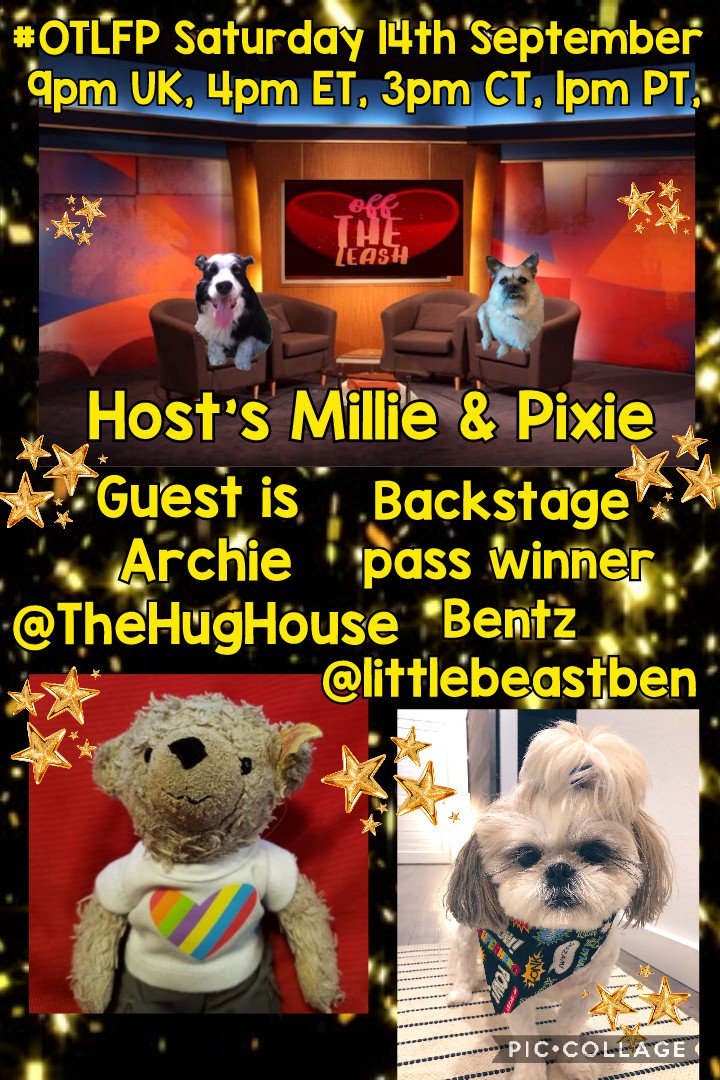 #OTLFP Saturday 14th September
9pm UK, 4pm ET, 3pm CT, 1pm PT,
off
THE
LEASH
Host's Millie & Pixie
Guest is
Archie
@TheHugHouse
Backstage
pass winner
Bentz
@littlebeastben
PIC•COLLAGE